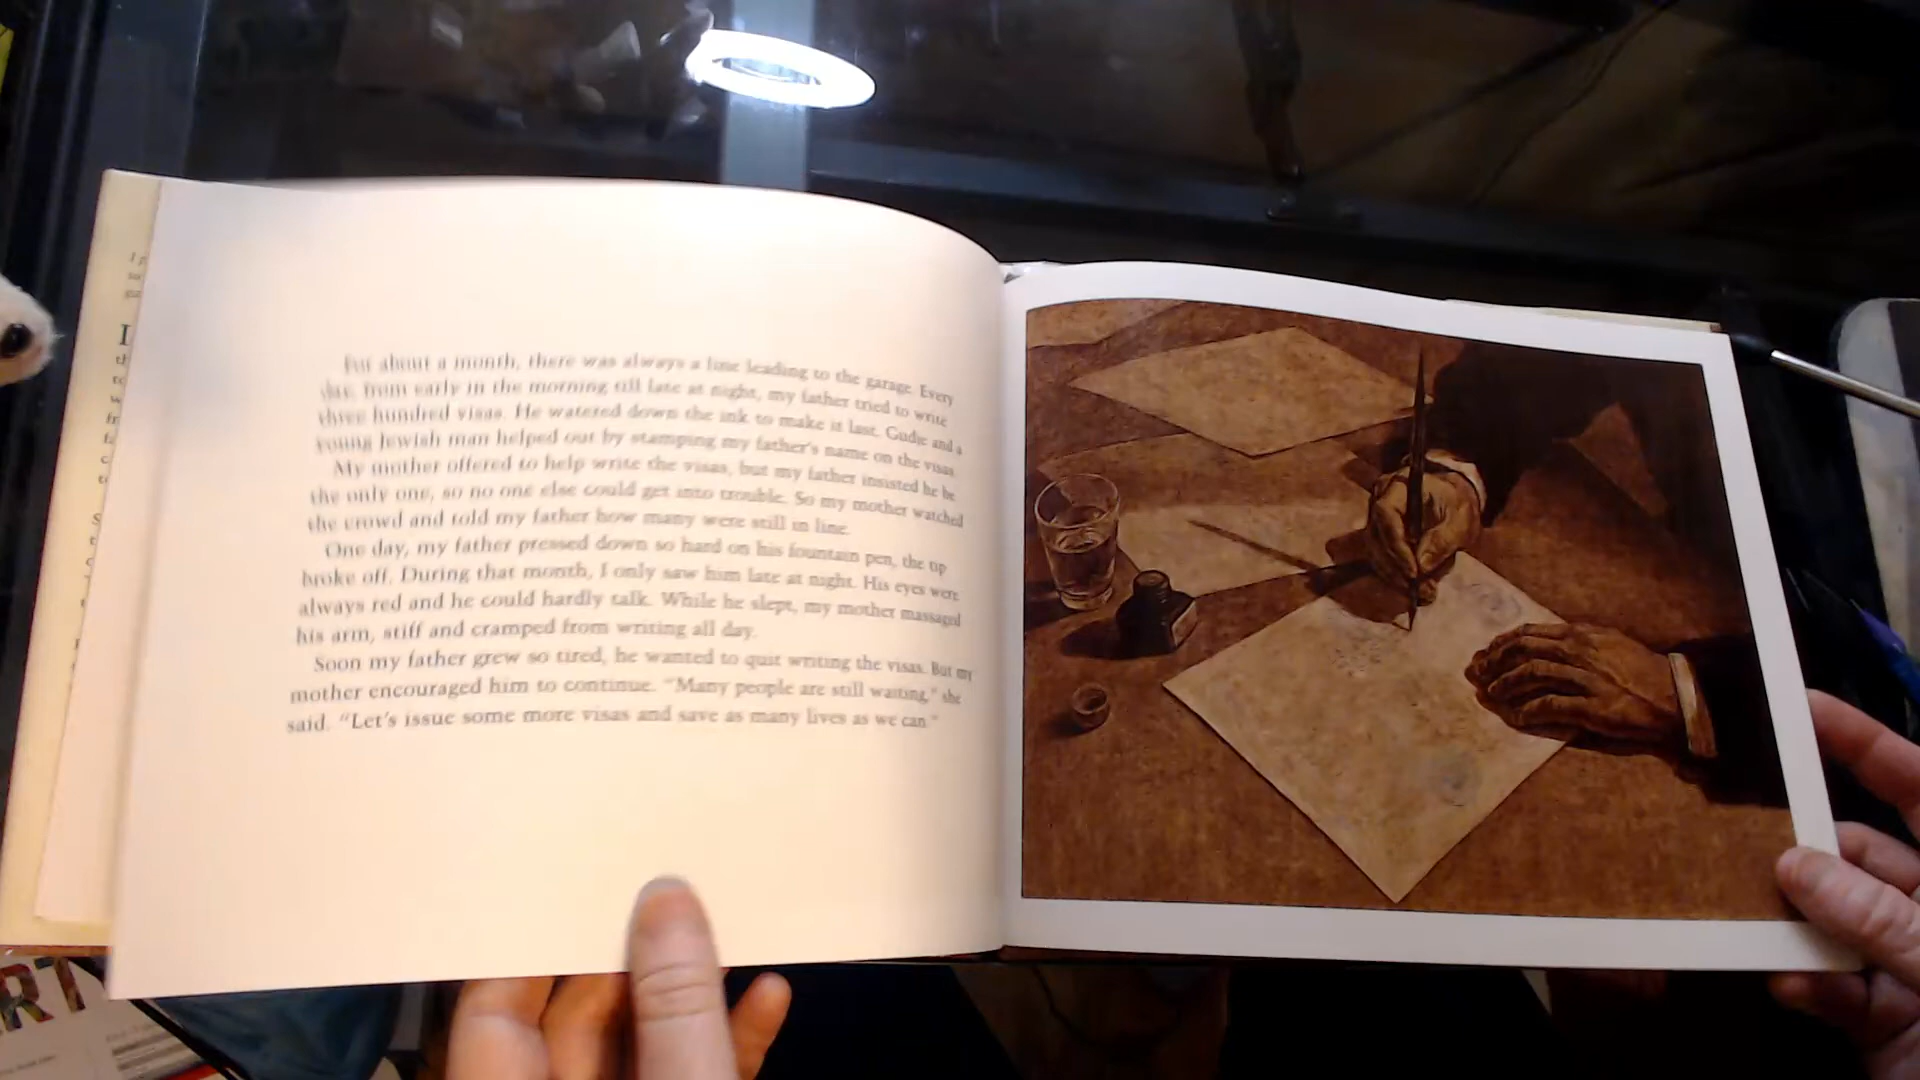 For about a month, there was always a line leading to the garage. Every
day, from early in the morning till late at night, my father tried to write
three hundred visas. He watered down the ink to make it last. Gudje and a
young Jewish man helped out by stamping my father's name on the visas.
My mother offered to help write the visas, but my father insisted he be
the only one, so no one else could get into trouble. So my mother watched
the crowd and told my father how many were still in line.
One day, my father pressed down so hard on his fountain pen, the tip
broke off. During that month, I only saw him late at night. His eyes were
always red and he could hardly talk. While he slept, my mother massaged
his arm, stiff and cramped from writing all day.
Soon my father grew so tired, he wanted to quit writing the visas. But my
mother encouraged him to continue. "Many people are still waiting," she
said. "Let's issue some more visas and save as many lives as we can."
RT